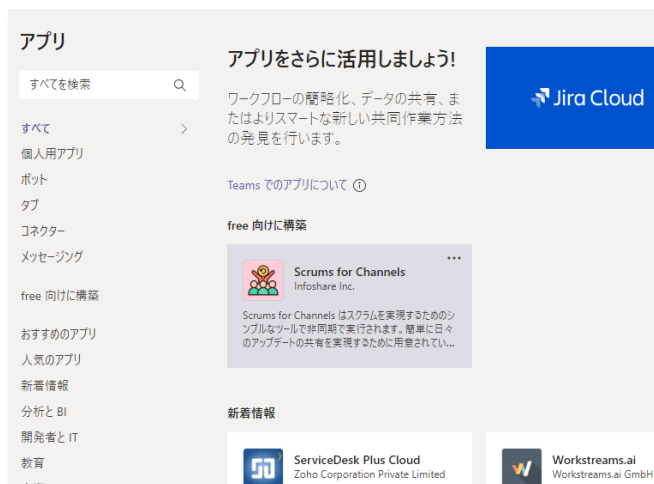 アプリ
すべてを検索
すべて
個人用アプリ
ボット
タブ
コネクター
メッセージング
free 向けに構築
おすすめのアプリ
人気のアプリ
新着情報
分析と BI
開発者と IT
教育
アプリをさらに活用しましょう!
ワークフローの簡略化、データの共有、ま
たはよりスマートな新しい共同作業方法
の発見を行います。
Jira Cloud
Teams でのアプリについて
free 向けに構築
Scrums for Channels
Infoshare Inc.
Scrums for Channels はスクラムを実現するためのシ
ンプルなツールで非同期で実行されます。簡単に日々
のアップデートの共有を実現するために用意されてい...
新着情報
ServiceDesk Plus Cloud
Zoho Corporation Private Limited
Workstreams.ai
Workstreams.ai GmbH